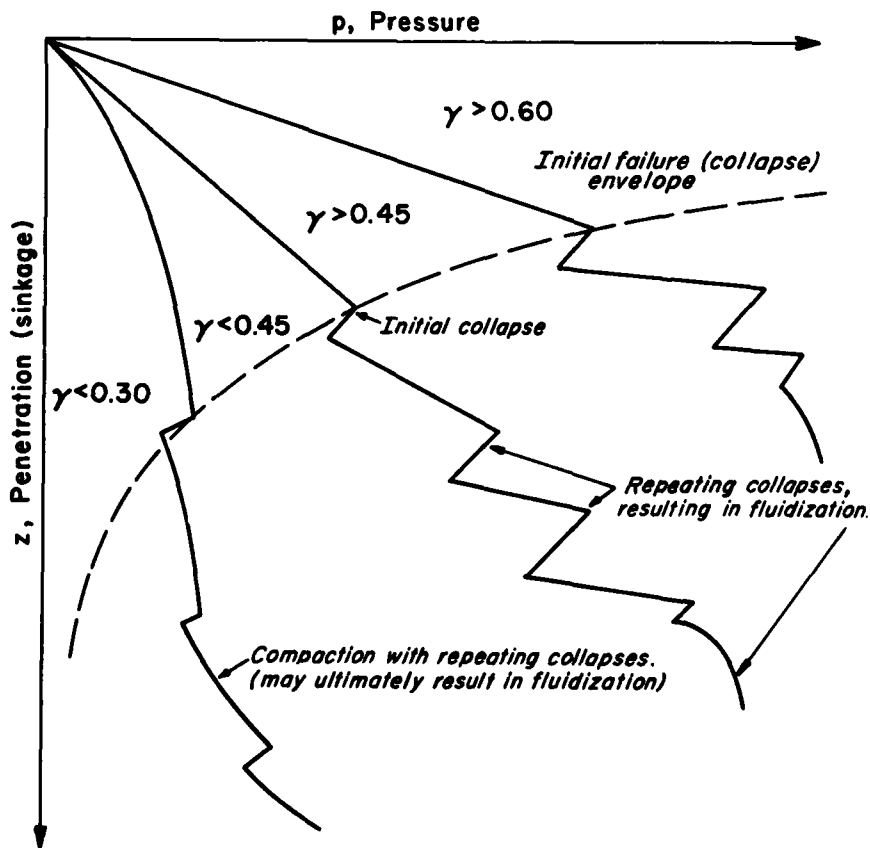 p, Pressure
γ > 0.60
Initial failure (collapse)
envelope
γ > 0.45
z, Penetration (sinkage)
γ < 0.45
Initial collapse
γ < 0.30
Repeating collapses,
resulting in fluidization.
Compaction with repeating collapses.
(may ultimately result in fluidization)